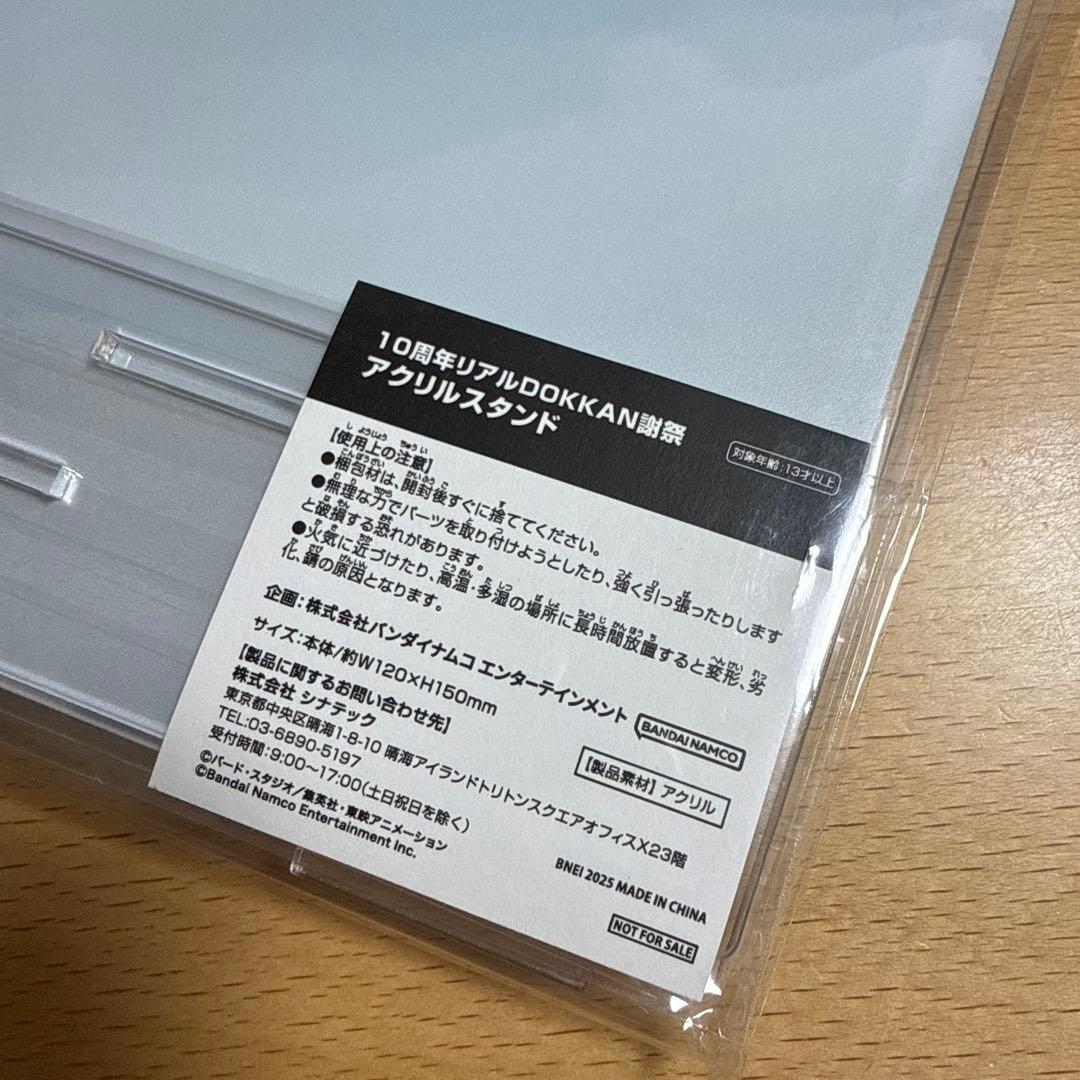 10周年リアルDOKKAN謝祭
アクリルスタンド
対象年齢:13才以上
【使用上の注意】
●梱包材は、開封後すぐに捨ててください。
●無理な力でパーツを取り付けようとしたり、強く引っ張ったりします
と破損する恐れがあります。
●火気に近づけたり、高温・多湿の場所に長時間放置すると変形、劣
化、錆の原因となります。
企画:株式会社バンダイナムコエンターテインメント
BANDAI NAMCO
サイズ:本体/約W120×H150mm
【製品素材】アクリル
【製品に関するお問い合わせ先】
株式会社 シナテック
東京都中央区晴海1-8-10 晴海アイランドトリトンスクエアオフィスX23階
TEL:03-6890-5197
受付時間:9:00~17:00(土日祝日を除く)
©バード・スタジオ/集英社・東映アニメーション
©Bandai Namco Entertainment Inc.
BNEI 2025 MADE IN CHINA
NOT FOR SALE